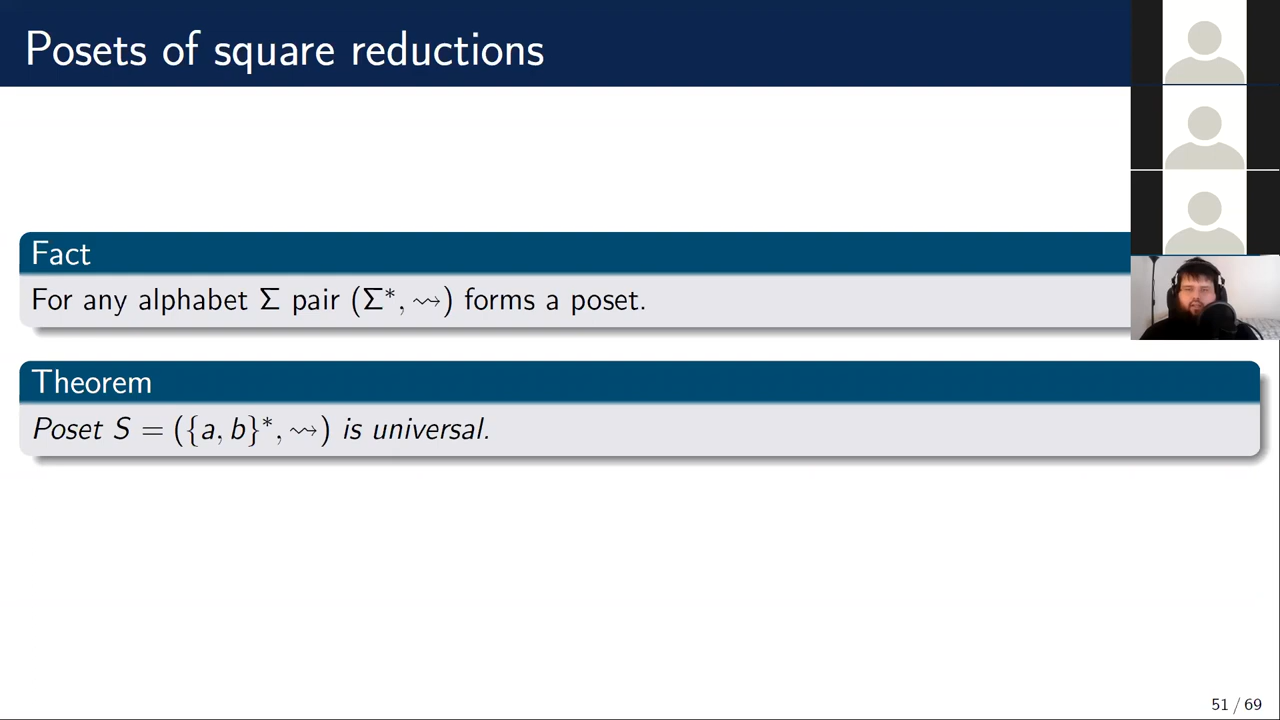 Posets of square reductions
Fact
For any alphabet Σ pair (Σ*, ⇝) forms a poset.
Theorem
Poset S = ({a, b}*, ⇝) is universal.
51 / 69